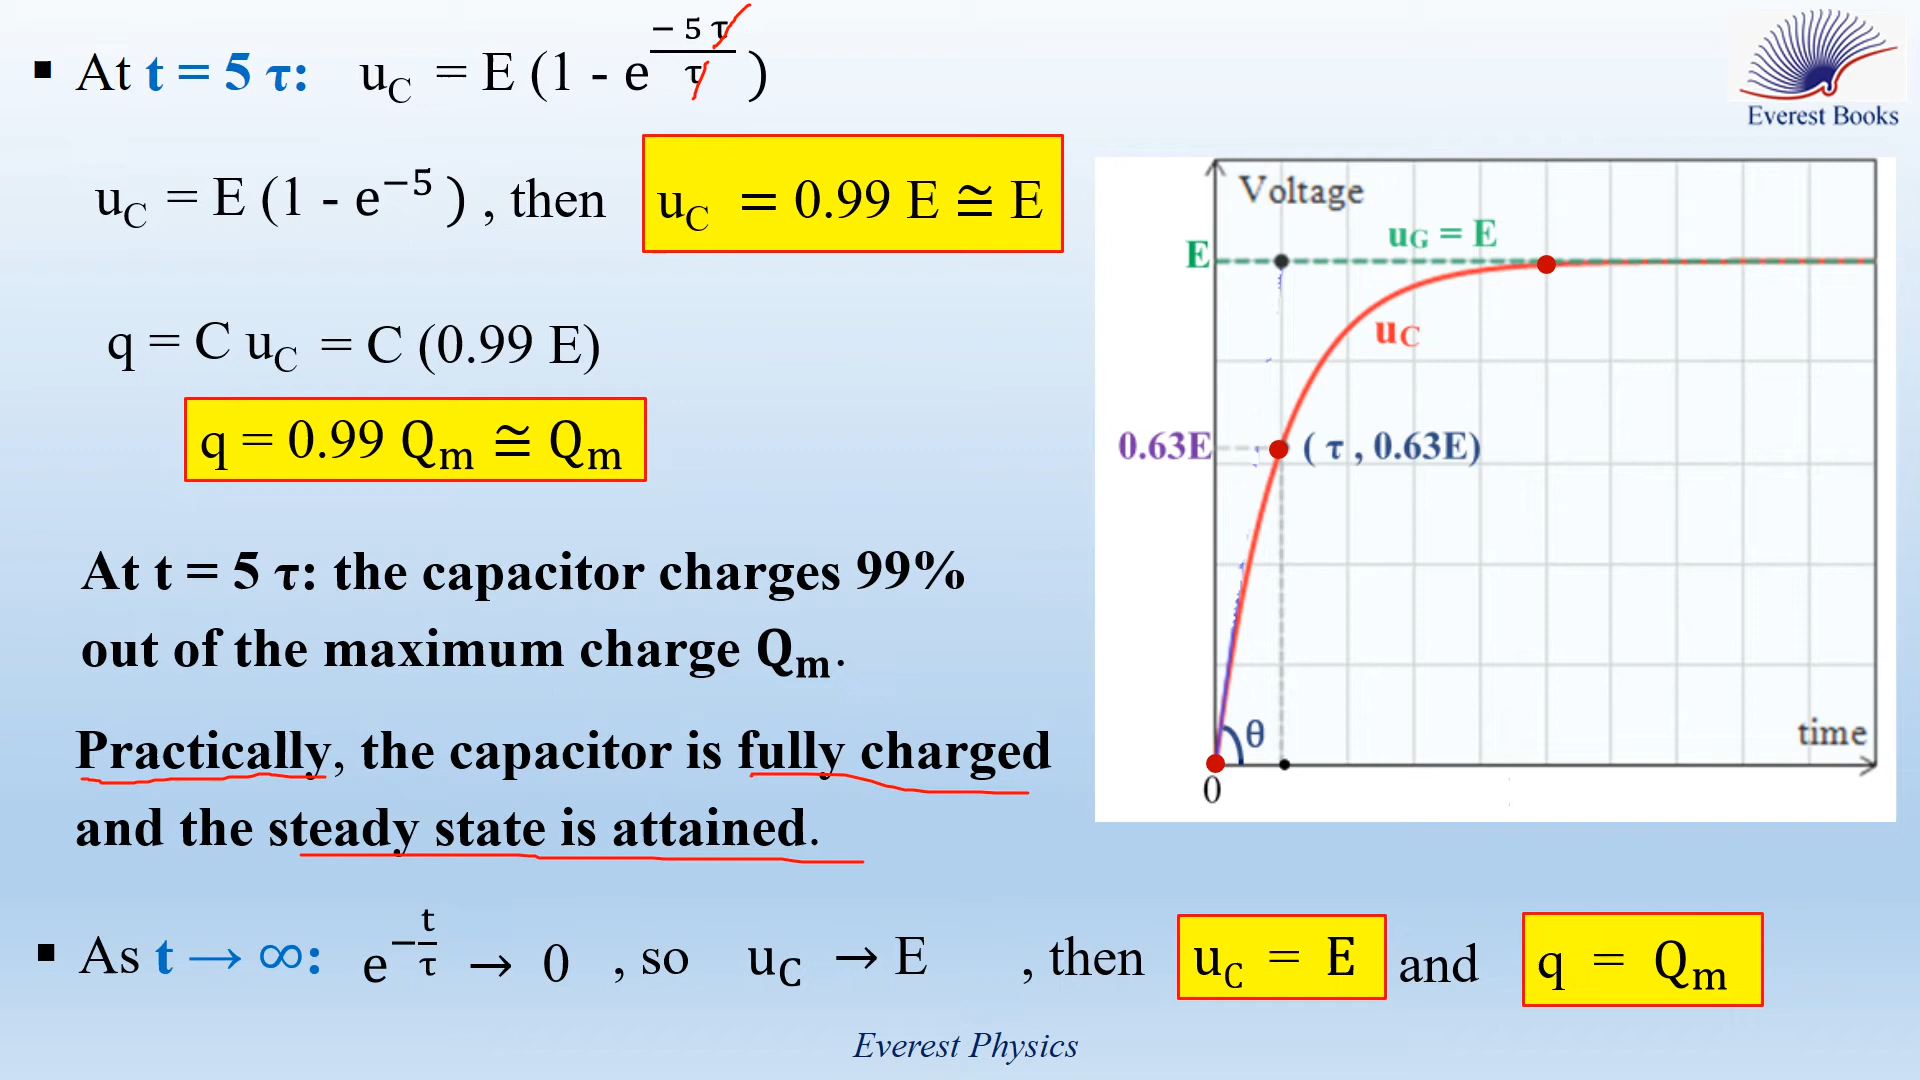 ▪ At t = 5 τ: u_C = E (1 - e^(− 5 τ / τ) )
u_C = E (1 - e^−5 ) , then u_C = 0.99 E ≅ E
q = C u_C = C (0.99 E)
q = 0.99 Q_m ≅ Q_m
At t = 5 τ: the capacitor charges 99%
out of the maximum charge Q_m.
Practically, the capacitor is fully charged
and the steady state is attained.
▪ As t → ∞: e^(−t/τ) → 0 , so u_C → E , then u_C = E and q = Q_m
Everest Physics
Everest Books
Voltage
u_G = E
E
u_C
0.63E
( τ , 0.63E)
θ
time
0